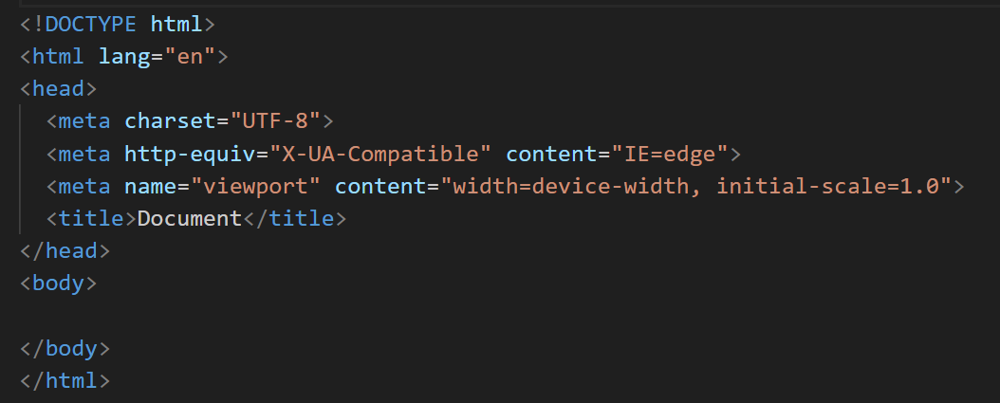 <!DOCTYPE html>
<html lang="en">
<head>
  <meta charset="UTF-8">
  <meta http-equiv="X-UA-Compatible" content="IE=edge">
  <meta name="viewport" content="width=device-width, initial-scale=1.0">
  <title>Document</title>
</head>
<body>

</body>
</html>